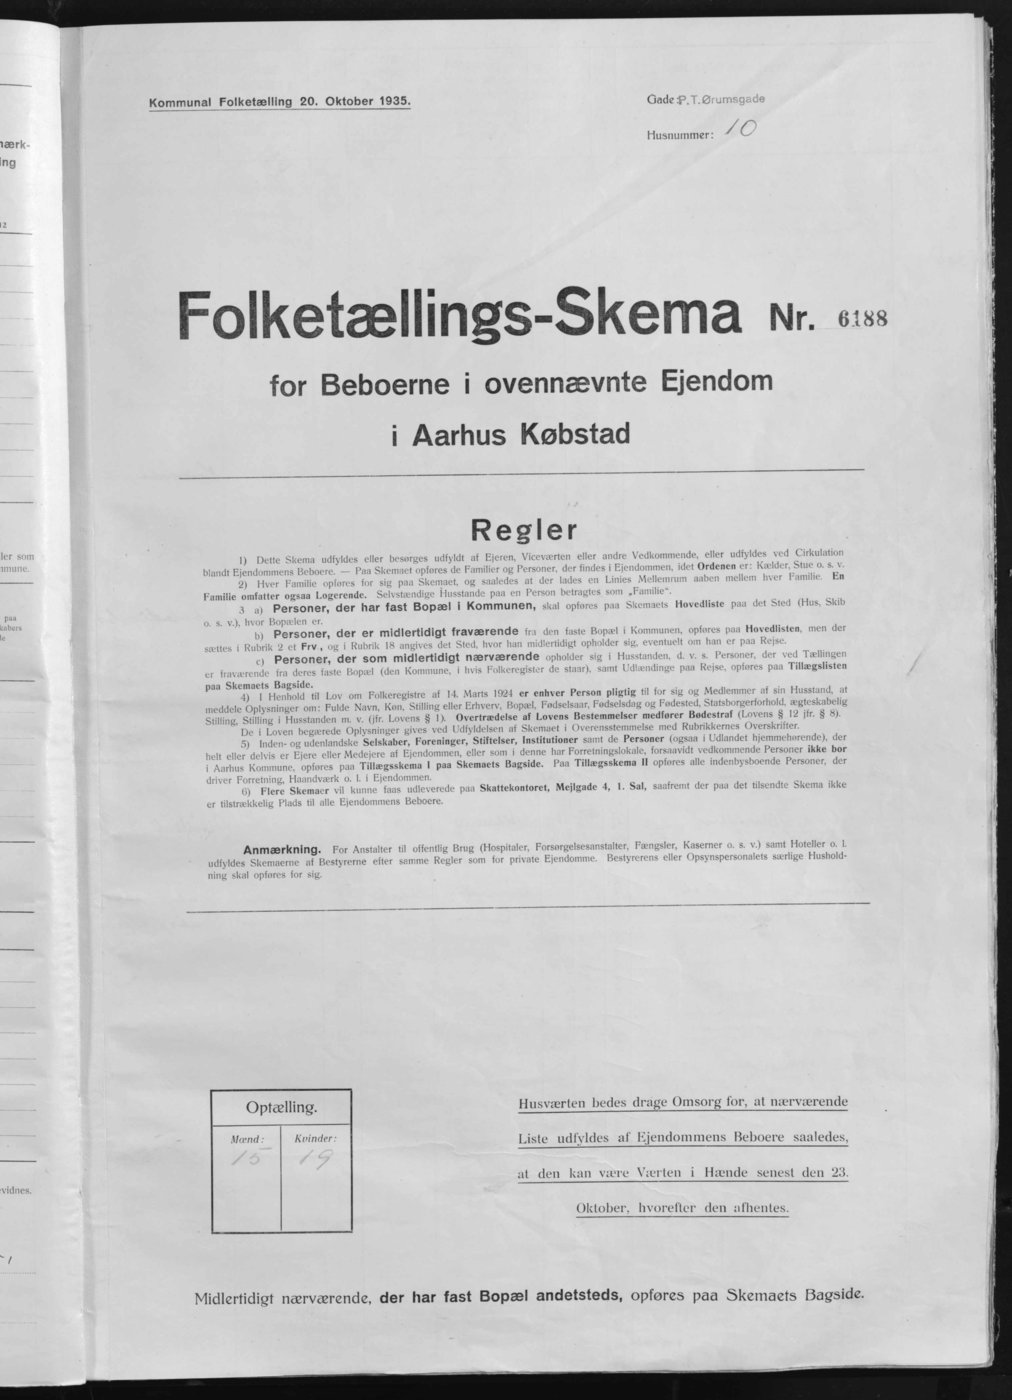 Kommunal Folketælling 20. Oktober 1935.
Gade: P.T.Ørumsgade
Husnummer: 10
Folketællings-Skema Nr. 6188
for Beboerne i ovennævnte Ejendom
i Aarhus Købstad
Regler
1) Dette Skema udfyldes eller besørges udfyldt af Ejeren, Viceværten eller andre Vedkommende, eller udfyldes ved Cirkulation
blandt Ejendommens Beboere. — Paa Skemaet opføres de Familier og Personer, der findes i Ejendommen, idet Ordenen er: Kælder, Stue o. s. v.
2) Hver Familie opføres for sig paa Skemaet, og saaledes at der lades en Linies Mellemrum aaben mellem hver Familie. En
Familie omfatter ogsaa Logerende. Selvstændige Husstande paa en Person betragtes som „Familie".
3 a) Personer, der har fast Bopæl i Kommunen, skal opføres paa Skemaets Hovedliste paa det Sted (Hus, Skib
o. s. v.), hvor Bopælen er.
b) Personer, der er midlertidigt fraværende fra den faste Bopæl i Kommunen, opføres paa Hovedlisten, men der
sættes i Rubrik 2 et Frv., og i Rubrik 18 angives det Sted, hvor han midlertidigt opholder sig, eventuelt om han er paa Rejse.
c) Personer, der som midlertidigt nærværende opholder sig i Husstanden, d. v. s. Personer, der ved Tællingen
er fraværende fra deres faste Bopæl (den Kommune, i hvis Folkeregister de staar), samt Udlændinge paa Rejse, opføres paa Tillægslisten
paa Skemaets Bagside.
4) I Henhold til Lov om Folkeregistre af 14. Marts 1924 er enhver Person pligtig til for sig og Medlemmer af sin Husstand, at
meddele Oplysninger om: Fulde Navn, Køn, Stilling eller Erhverv, Bopæl, Fødselsaar, Fødselsdag og Fødested, Statsborgerforhold, ægteskabelig
Stilling, Stilling i Husstanden m. v. (jfr. Lovens § 1). Overtrædelse af Lovens Bestemmelser medfører Bødestraf (Lovens § 12 jfr. § 8).
De i Loven begærede Oplysninger gives ved Udfyldelsen af Skemaet i Overensstemmelse med Rubrikkernes Overskrifter.
5) Inden- og udenlandske Selskaber, Foreninger, Stiftelser, Institutioner samt de Personer (ogsaa i Udlandet hjemmehørende), der
helt eller delvis er Ejere eller Medejere af Ejendommen, eller som i denne har Forretningslokale, forsaavidt vedkommende Personer ikke bor
i Aarhus Kommune, opføres paa Tillægsskema I paa Skemaets Bagside. Paa Tillægsskema II opføres alle indenbysboende Personer, der
driver Forretning, Haandværk o. l. i Ejendommen.
6) Flere Skemaer vil kunne faas udleverede paa Skattekontoret, Mejlgade 4, 1. Sal, saafremt der paa det tilsendte Skema ikke
er tilstrækkelig Plads til alle Ejendommens Beboere.
Anmærkning. For Anstalter til offentlig Brug (Hospitaler, Forsørgelsesanstalter, Fængsler, Kaserner o. s. v.) samt Hoteller o. l.
udfyldes Skemaerne af Bestyrerne efter samme Regler som for private Ejendomme. Bestyrerens eller Opsynspersonalets særlige Hushold-
ning skal opføres for sig.
Optælling.
Mænd: Kvinder:
15 19
Husværten bedes drage Omsorg for, at nærværende
Liste udfyldes af Ejendommens Beboere saaledes,
at den kan være Værten i Hænde senest den 23.
Oktober, hvorefter den afhentes.
Midlertidigt nærværende, der har fast Bopæl andetsteds, opføres paa Skemaets Bagside.